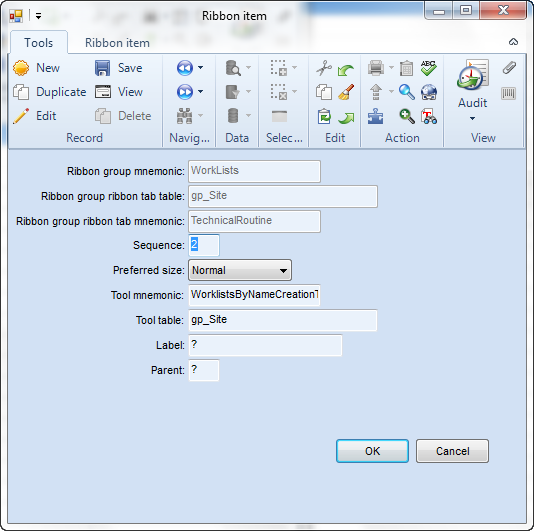 Ribbon item
Tools Ribbon item
New Save
Duplicate View
Edit Delete
Audit
Record Navig... Data Selec... Edit Action View
ABC
Ribbon group mnemonic: WorkLists
Ribbon group ribbon tab table: gp_Site
Ribbon group ribbon tab mnemonic: TechnicalRoutine
Sequence: 2
Preferred size: Normal
Tool mnemonic: WorklistsByNameCreationT
Tool table: gp_Site
Label: ?
Parent: ?
OK Cancel